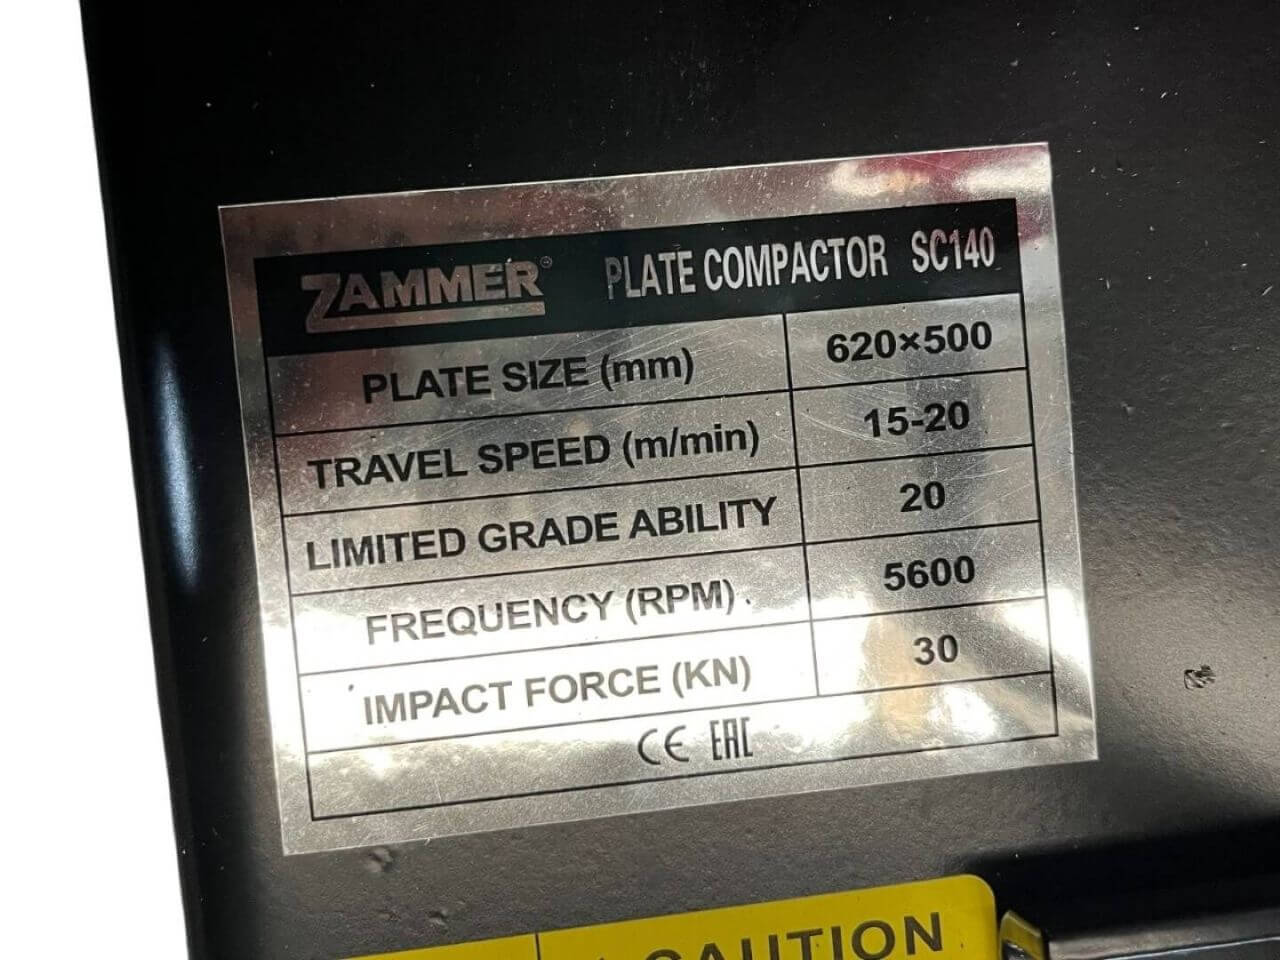 ZAMMER® PLATE COMPACTOR SC140
PLATE SIZE (mm) 620×500
TRAVEL SPEED (m/min) 15-20
LIMITED GRADE ABILITY 20
FREQUENCY (RPM) 5600
IMPACT FORCE (KN) 30
CE EAC
CAUTION